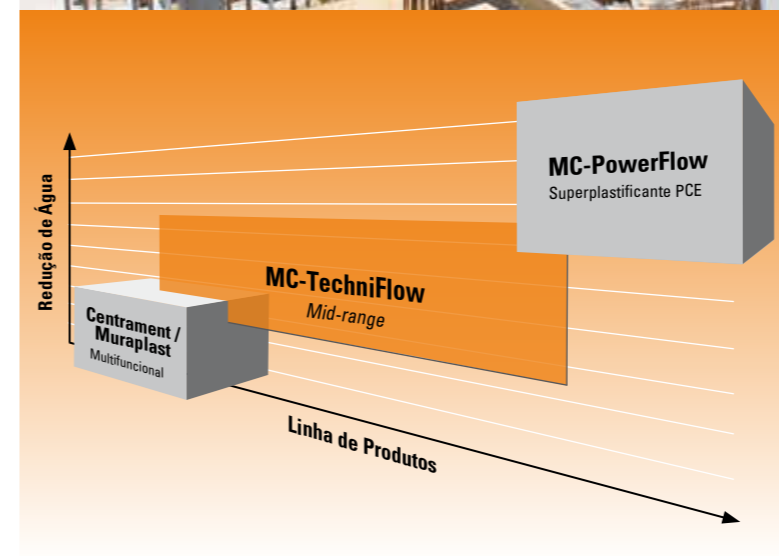 MC-PowerFlow
Superplastificante PCE
Redução de Água
MC-TechniFlow
Mid-range
Centrament /
Muraplast
Multifuncional
Linha de Produtos